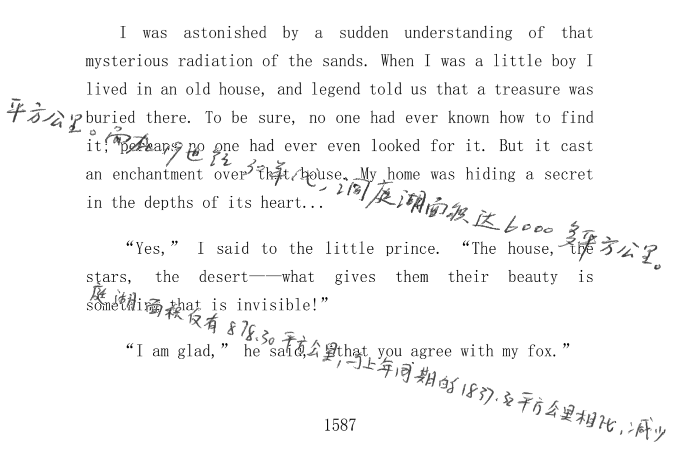 I was astonished by a sudden understanding of that
mysterious radiation of the sands. When I was a little boy I
lived in an old house, and legend told us that a treasure was
buried there. To be sure, no one had ever known how to find
it; perhaps no one had ever even looked for it. But it cast
an enchantment over that house. My home was hiding a secret
in the depths of its heart...
平方公里。而
洞庭湖面积达6000多平方公里。
“Yes,” I said to the little prince. “The house, the
stars, the desert——what gives them their beauty is
something that is invisible!”
庭湖面积仅有878.30平方公里,与上年同期的1837.
平方公里相比,减少
“I am glad,” he said, “that you agree with my fox.”
1587